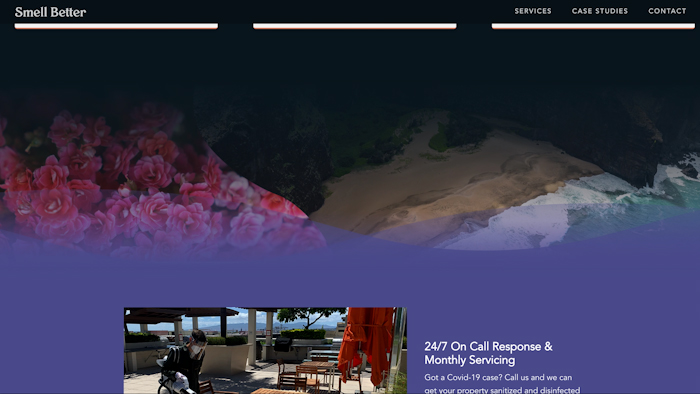 Smell Better
SERVICES
CASE STUDIES
CONTACT
24/7 On Call Response &
Monthly Servicing
Got a Covid-19 case? Call us and we can
get your property sanitized and disinfected